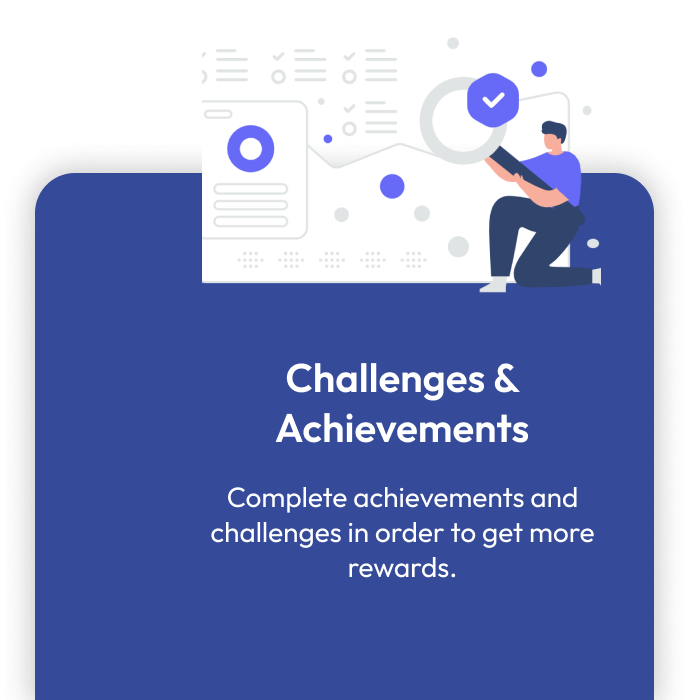 Challenges &
Achievements
Complete achievements and
challenges in order to get more
rewards.